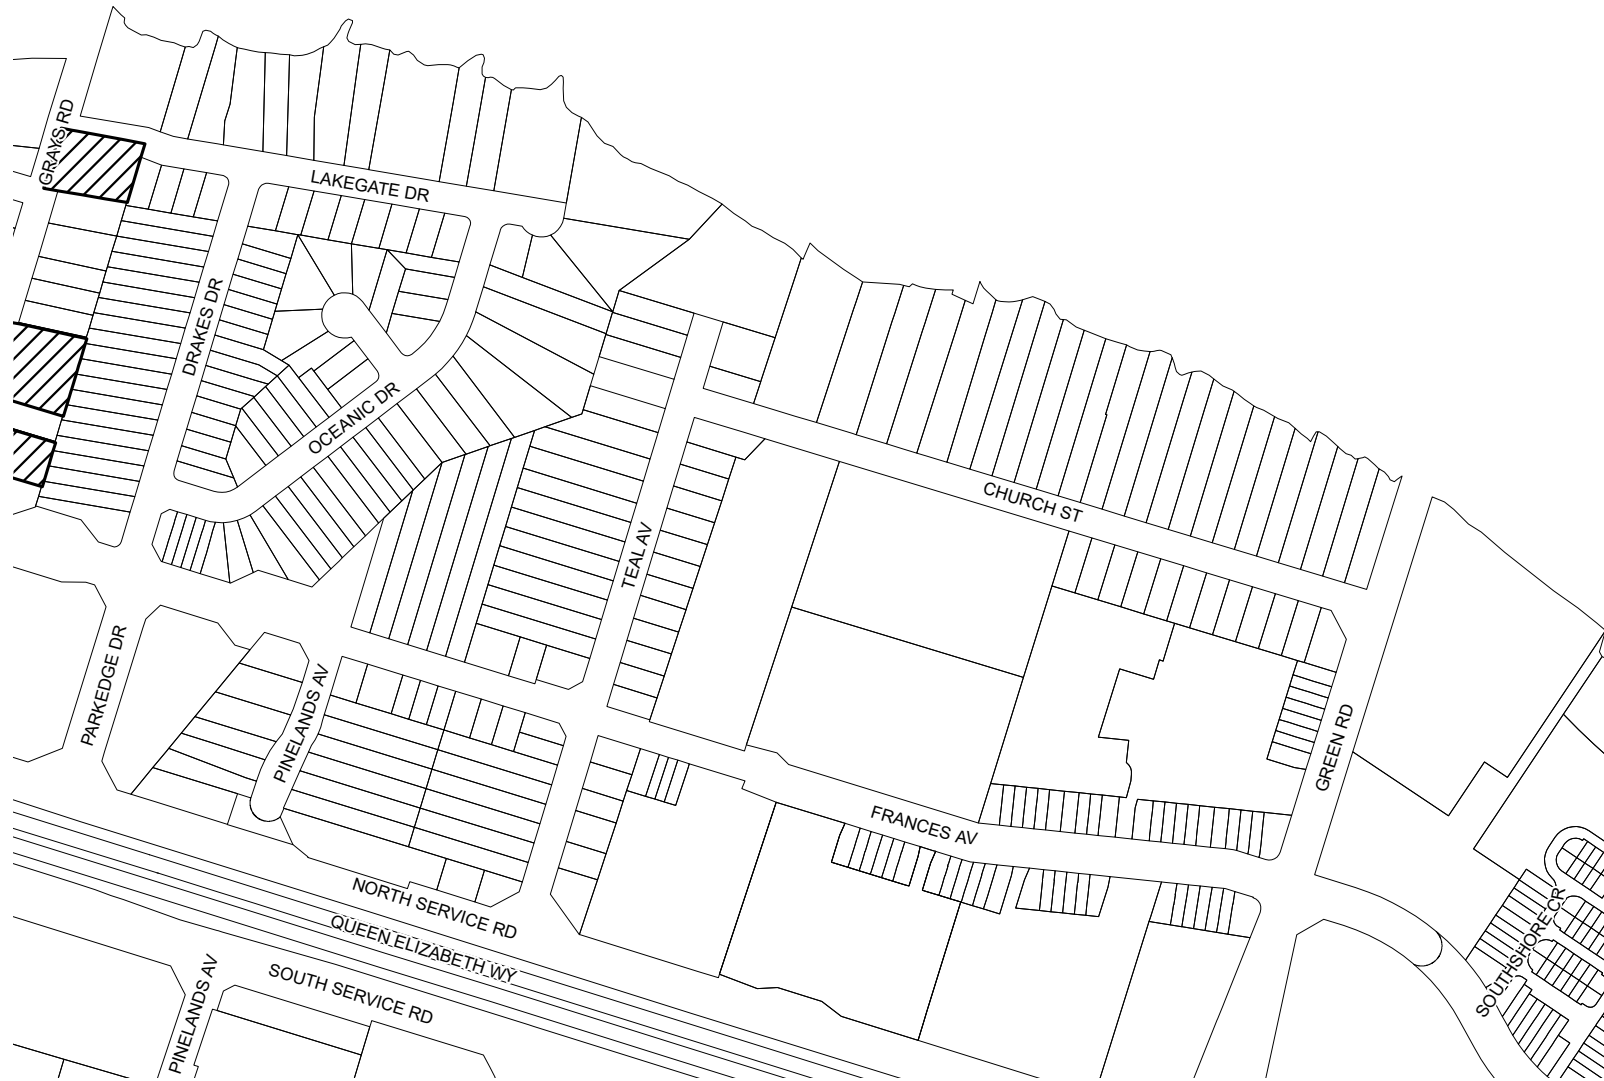 GRAYS RD
LAKEGATE DR
DRAKES DR
OCEANIC DR
CHURCH ST
TEAL AV
PARKEDGE DR
PINELANDS AV
GREEN RD
FRANCES AV
NORTH SERVICE RD
QUEEN ELIZABETH WY
SOUTHSHORE CR
SOUTH SERVICE RD
PINELANDS AV